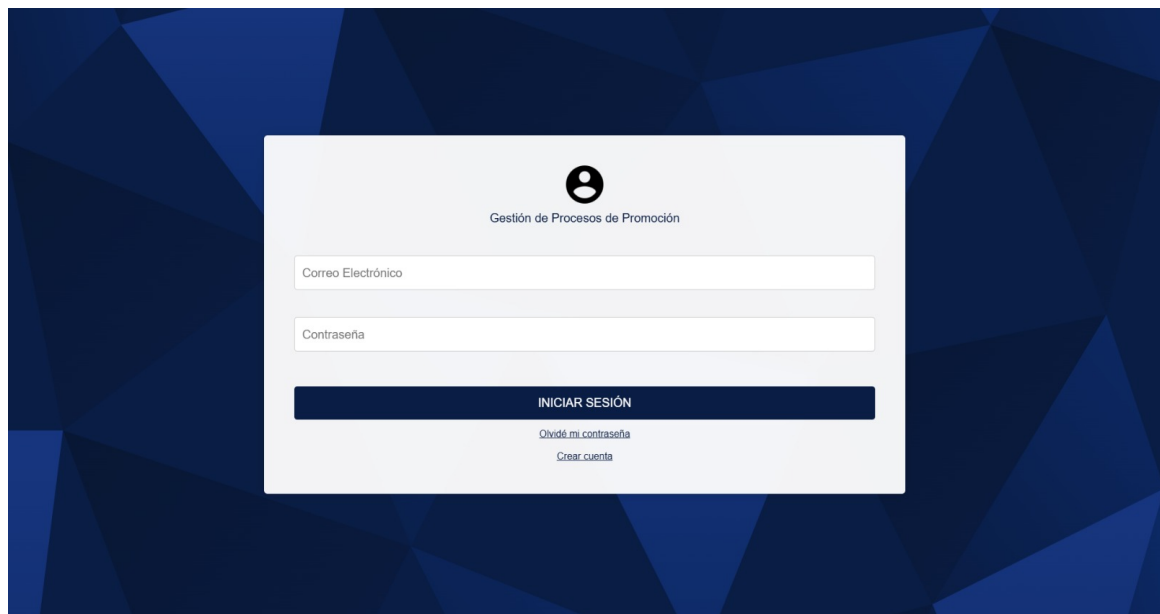 Gestión de Procesos de Promoción
Correo Electrónico
Contraseña
INICIAR SESIÓN
Olvidé mi contraseña
Crear cuenta